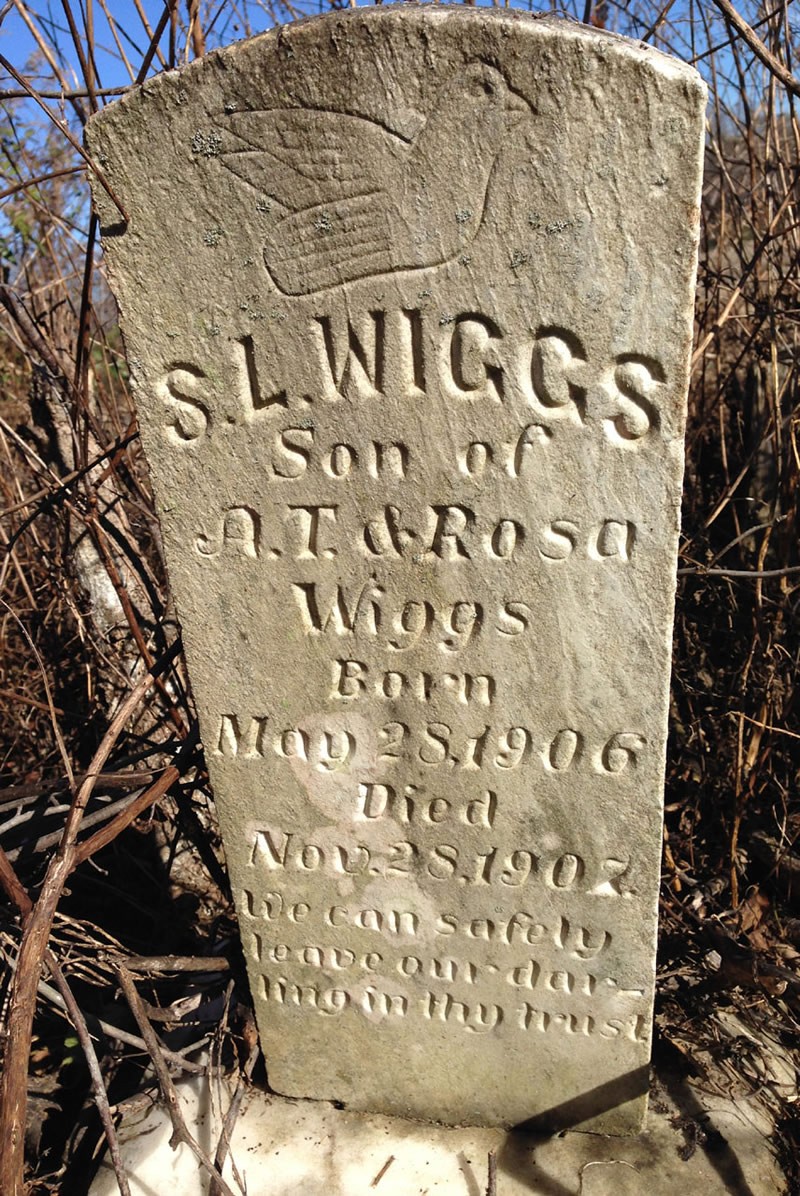 S.L. WIGGS
Son of
A.T. & Rosa
Wiggs
Born
May 28, 1906
Died
Nov. 28, 1907.
We can safely
leave our dar-
ling in thy trust